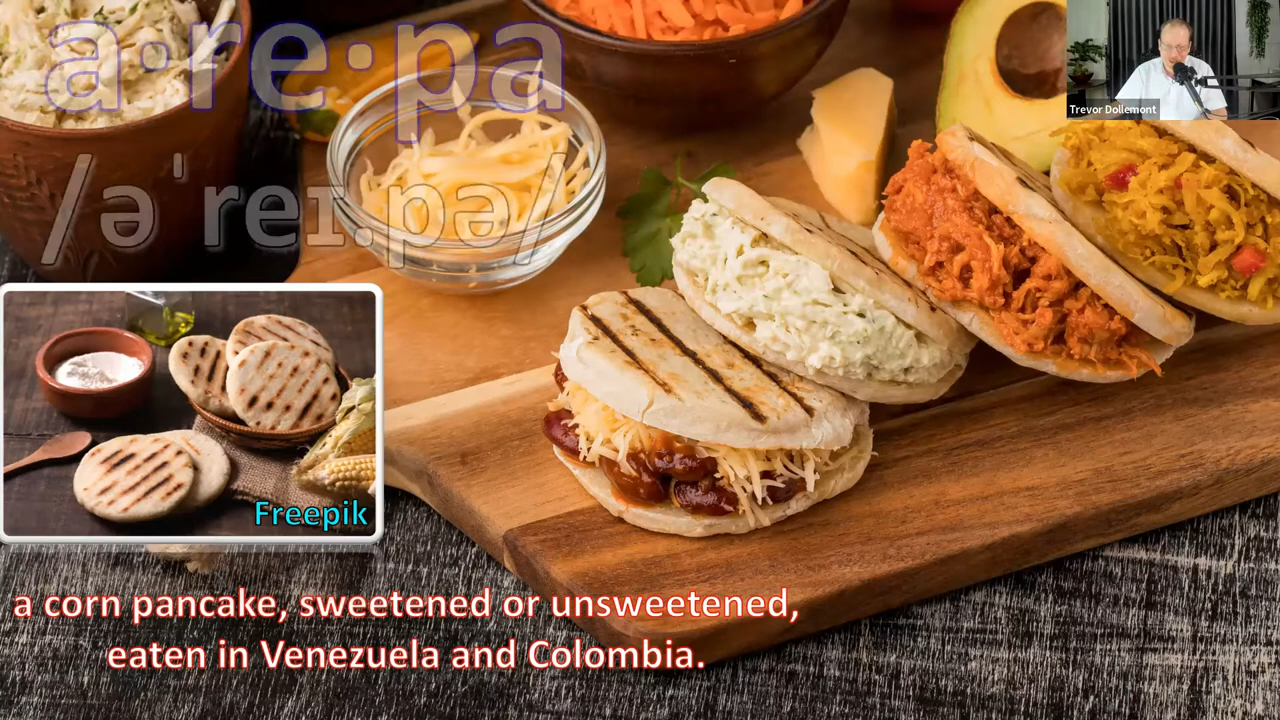 a·re·pa
/əˈreɪ.pə/
Trevor Dollemont
Freepik
a corn pancake, sweetened or unsweetened,
eaten in Venezuela and Colombia.